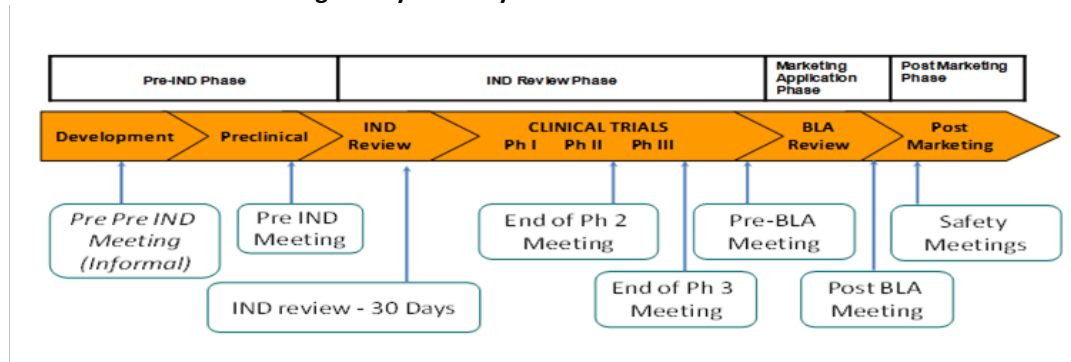 Pre-IND Phase
IND Review Phase
Marketing
Application
Phase
Post Marketing
Phase
Development
Preclinical
IND
Review
CLINICAL TRIALS
Ph I Ph II Ph III
BLA
Review
Post
Marketing
Pre Pre IND
Meeting
(Informal)
Pre IND
Meeting
End of Ph 2
Meeting
Pre-BLA
Meeting
Safety
Meetings
IND review - 30 Days
End of Ph 3
Meeting
Post BLA
Meeting